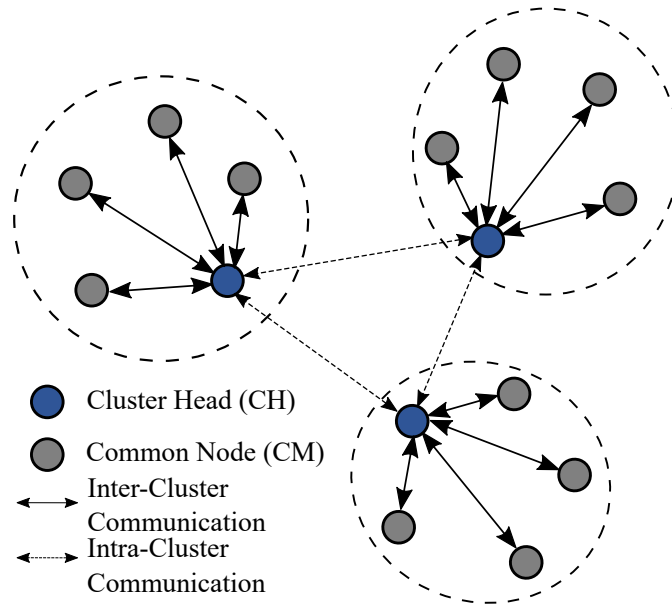 Cluster Head (CH)
Common Node (CM)
Inter-Cluster
Communication
Intra-Cluster
Communication